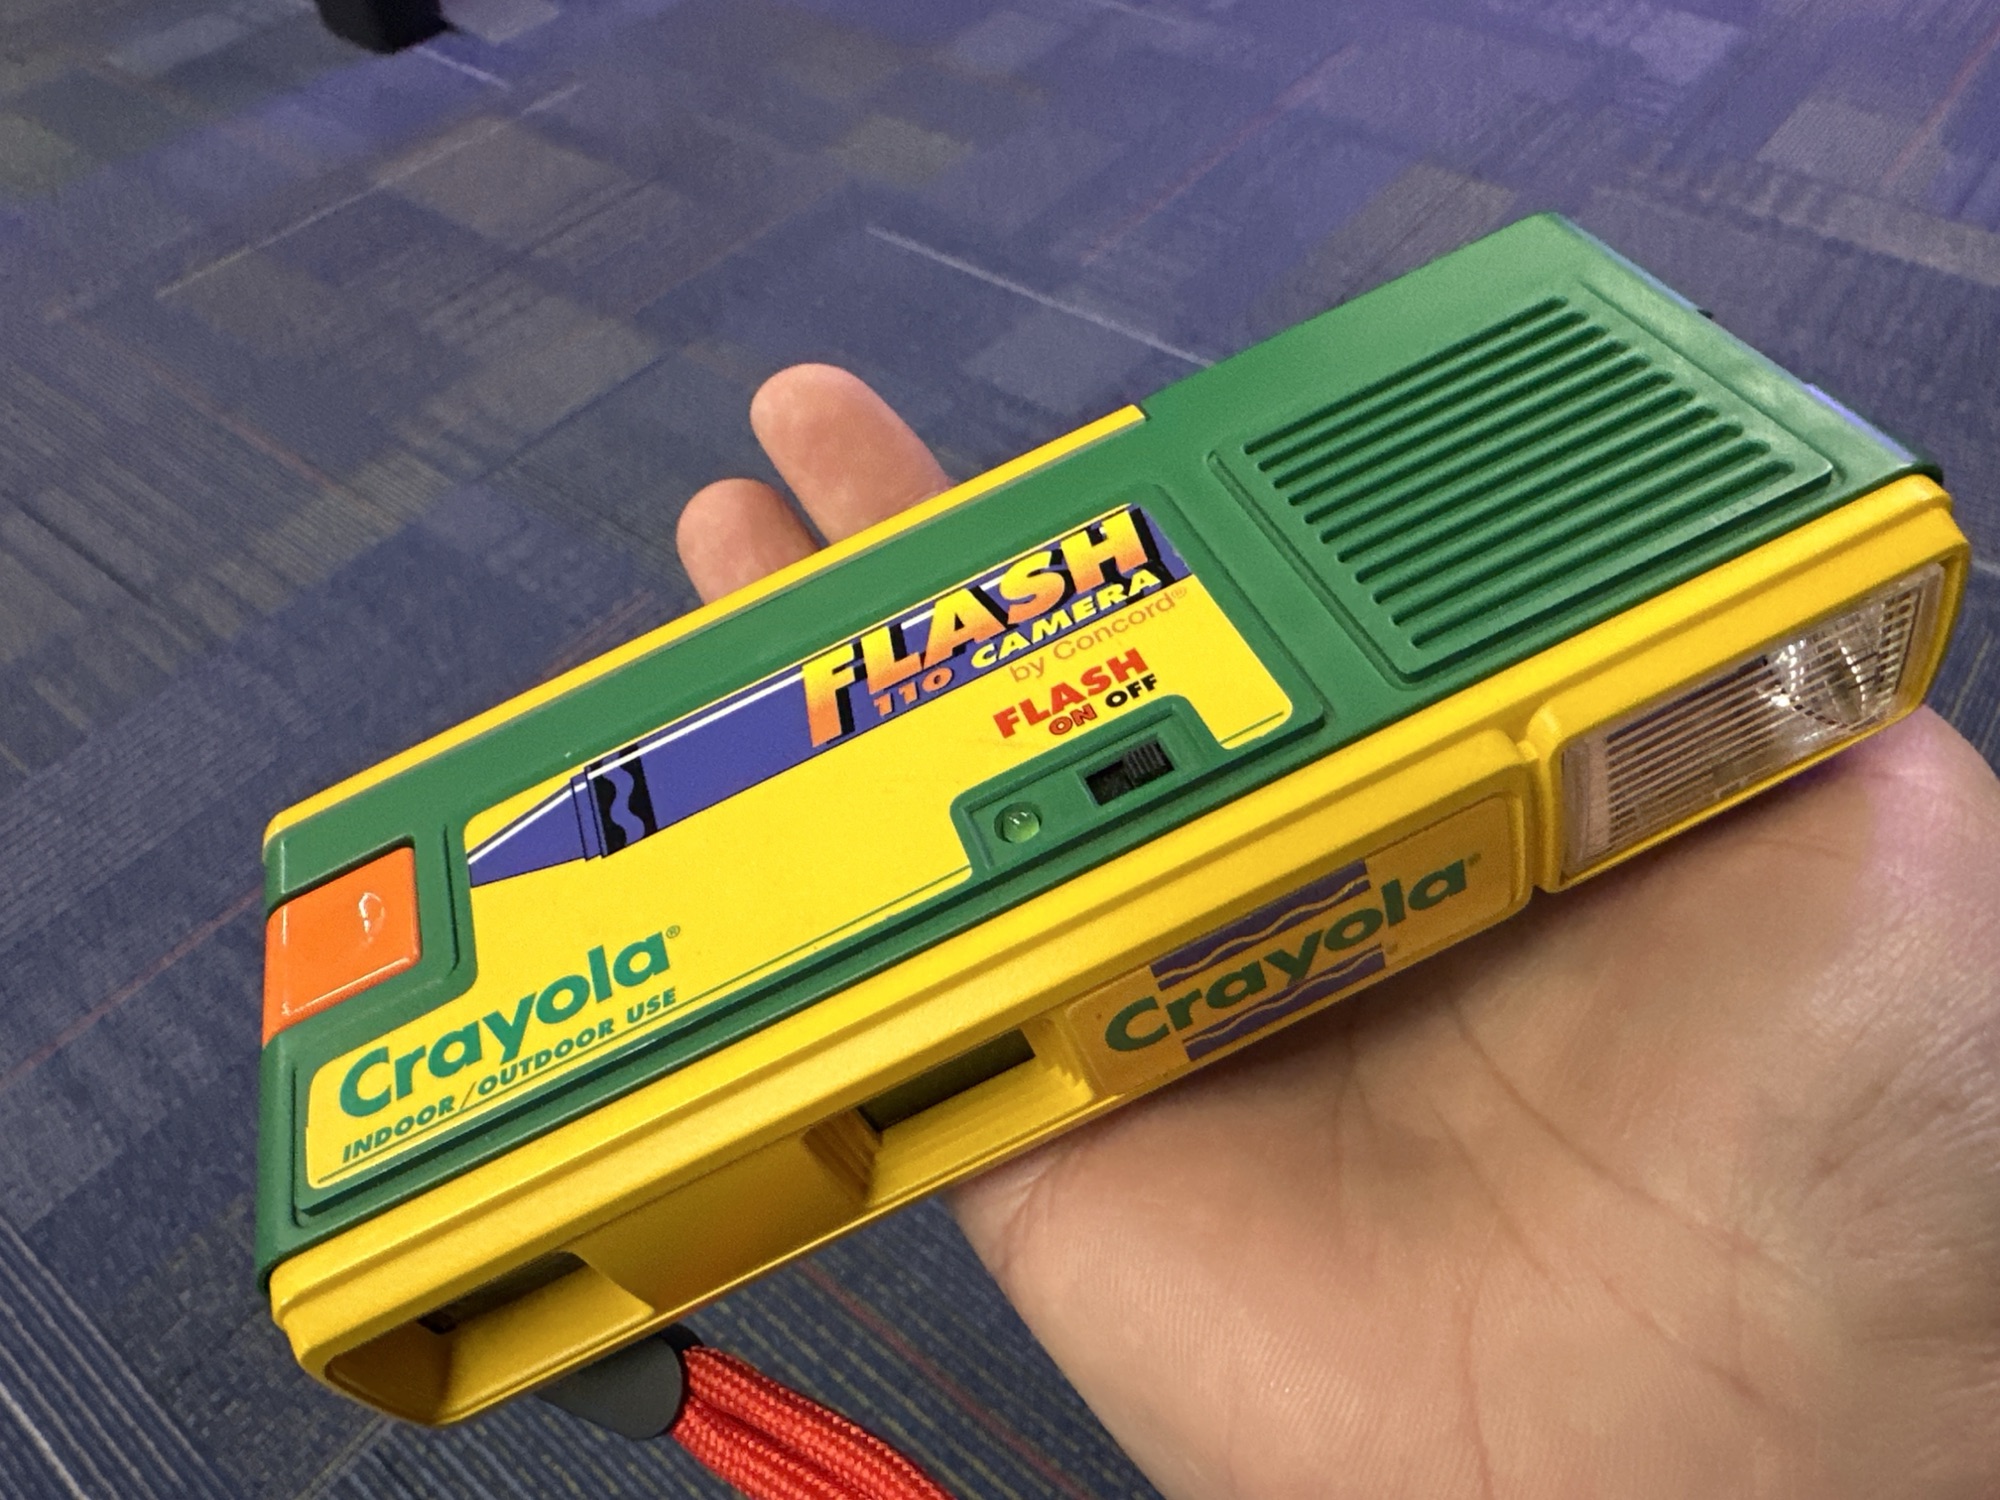 FLASH
110 CAMERA
by Concord®
FLASH
ON OFF
Crayola®
INDOOR/OUTDOOR USE
Crayola®